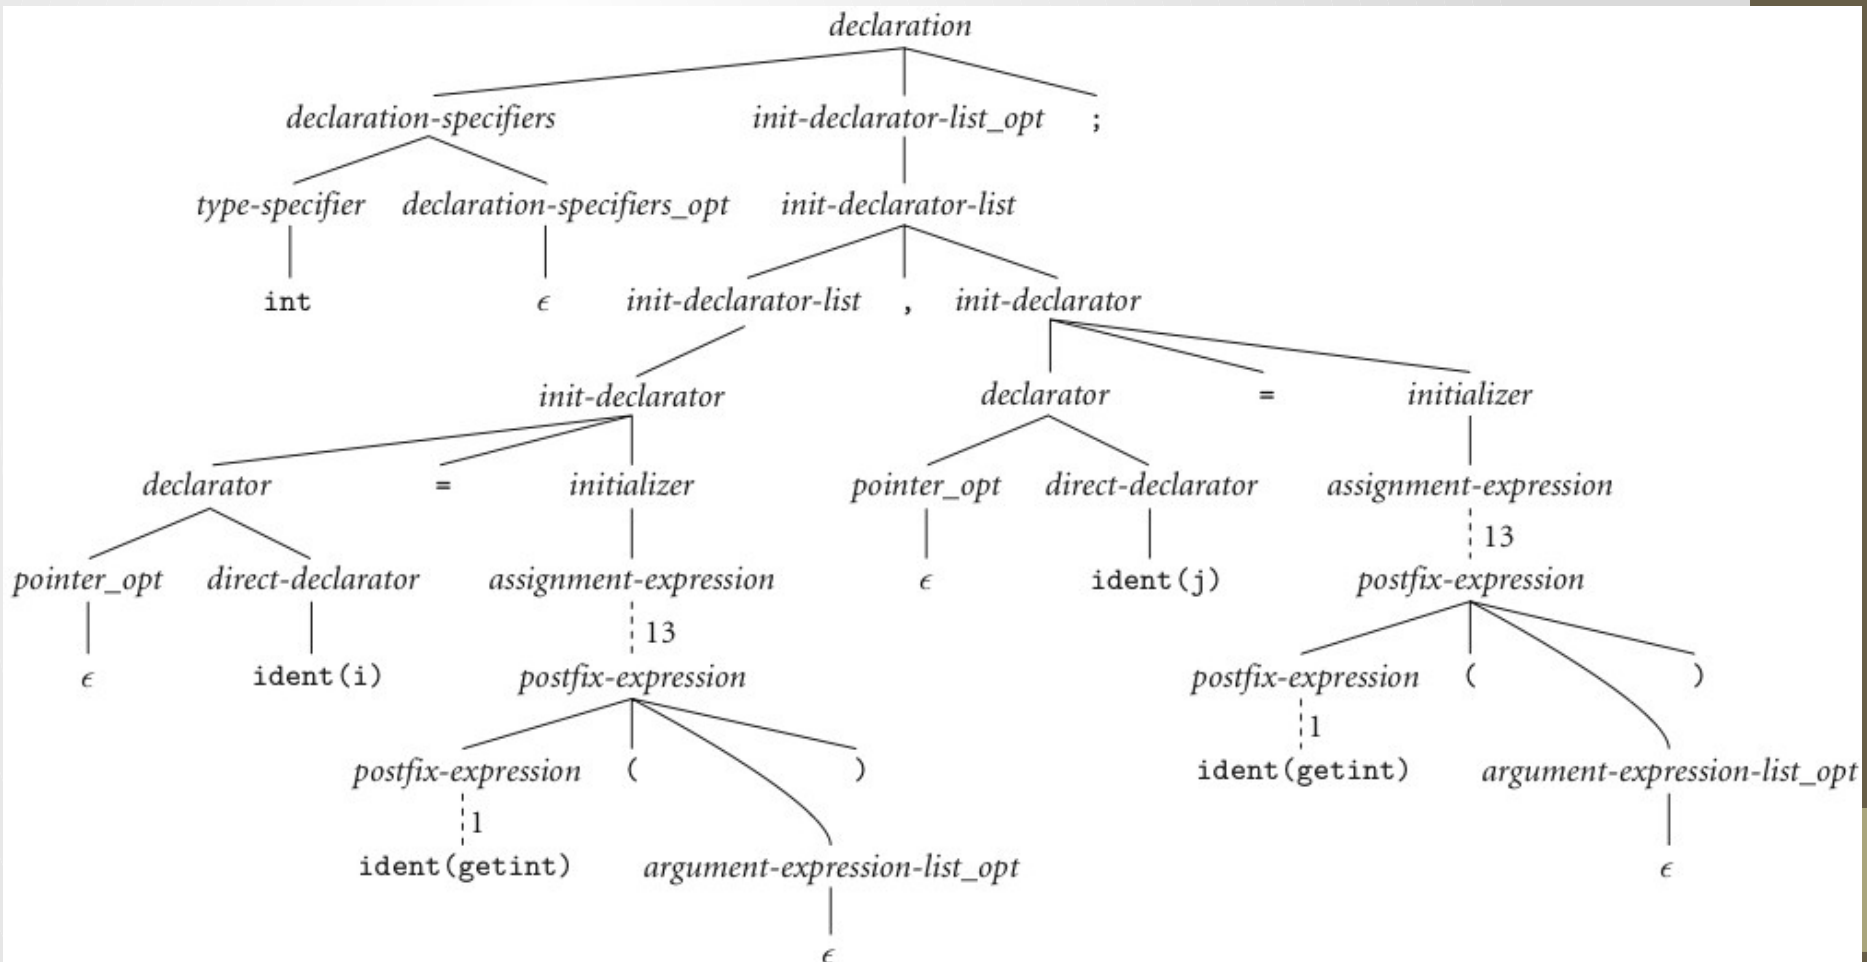 declaration
declaration-specifiers init-declarator-list_opt ;
type-specifier declaration-specifiers_opt init-declarator-list
int ϵ init-declarator-list , init-declarator
init-declarator declarator = initializer
declarator = initializer pointer_opt direct-declarator assignment-expression
13
pointer_opt direct-declarator assignment-expression ϵ ident(j) postfix-expression
13
ϵ ident(i) postfix-expression postfix-expression ( )
1
postfix-expression ( ) ident(getint) argument-expression-list_opt
1
ident(getint) argument-expression-list_opt ϵ
ϵ